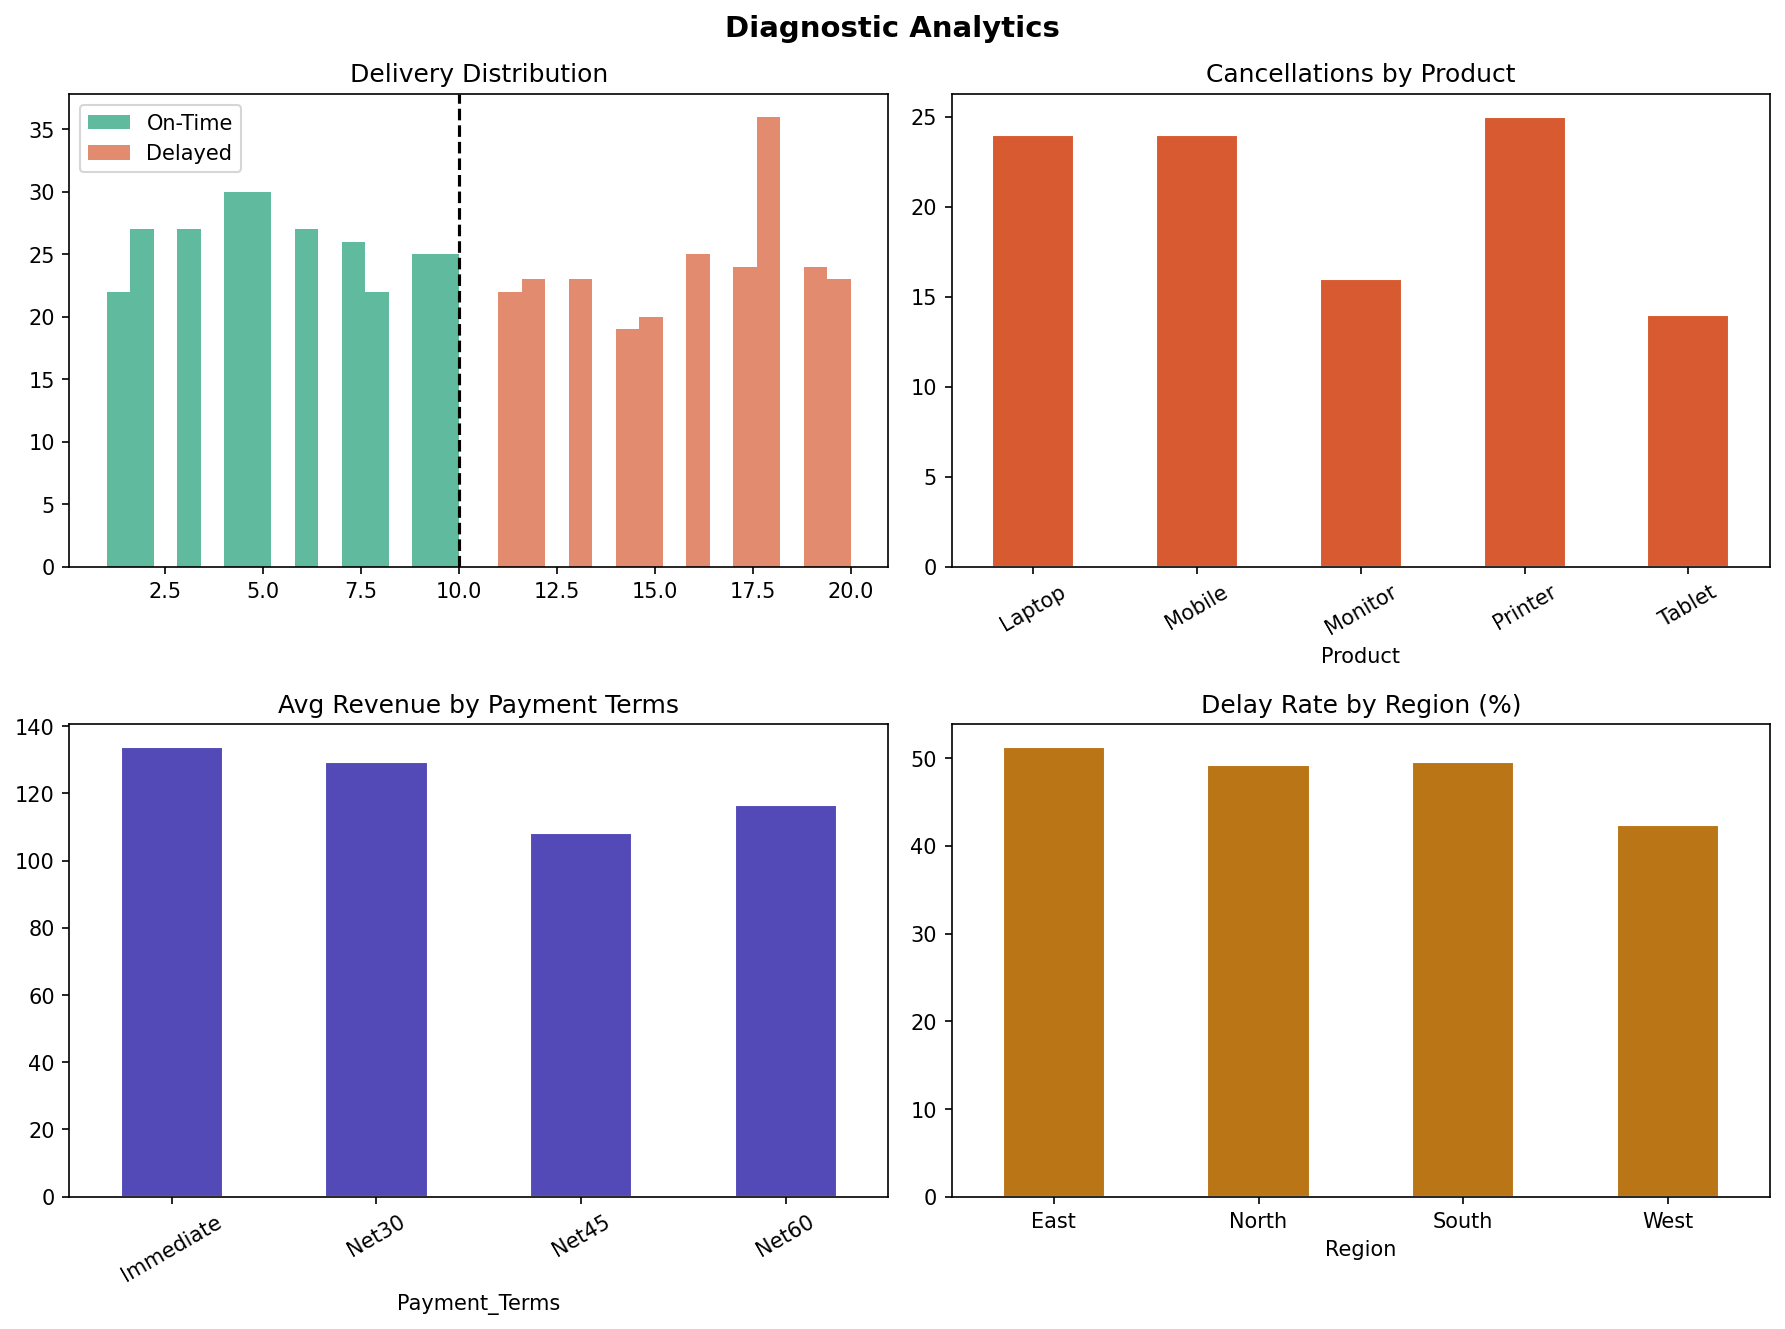 Diagnostic Analytics
Delivery Distribution
On-Time
Delayed
35
30
25
20
15
10
5
0
2.5 5.0 7.5 10.0 12.5 15.0 17.5 20.0
Cancellations by Product
25
20
15
10
5
0
Laptop Mobile Monitor Printer Tablet
Product
Avg Revenue by Payment Terms
140
120
100
80
60
40
20
0
Immediate Net30 Net45 Net60
Payment_Terms
Delay Rate by Region (%)
50
40
30
20
10
0
East North South West
Region